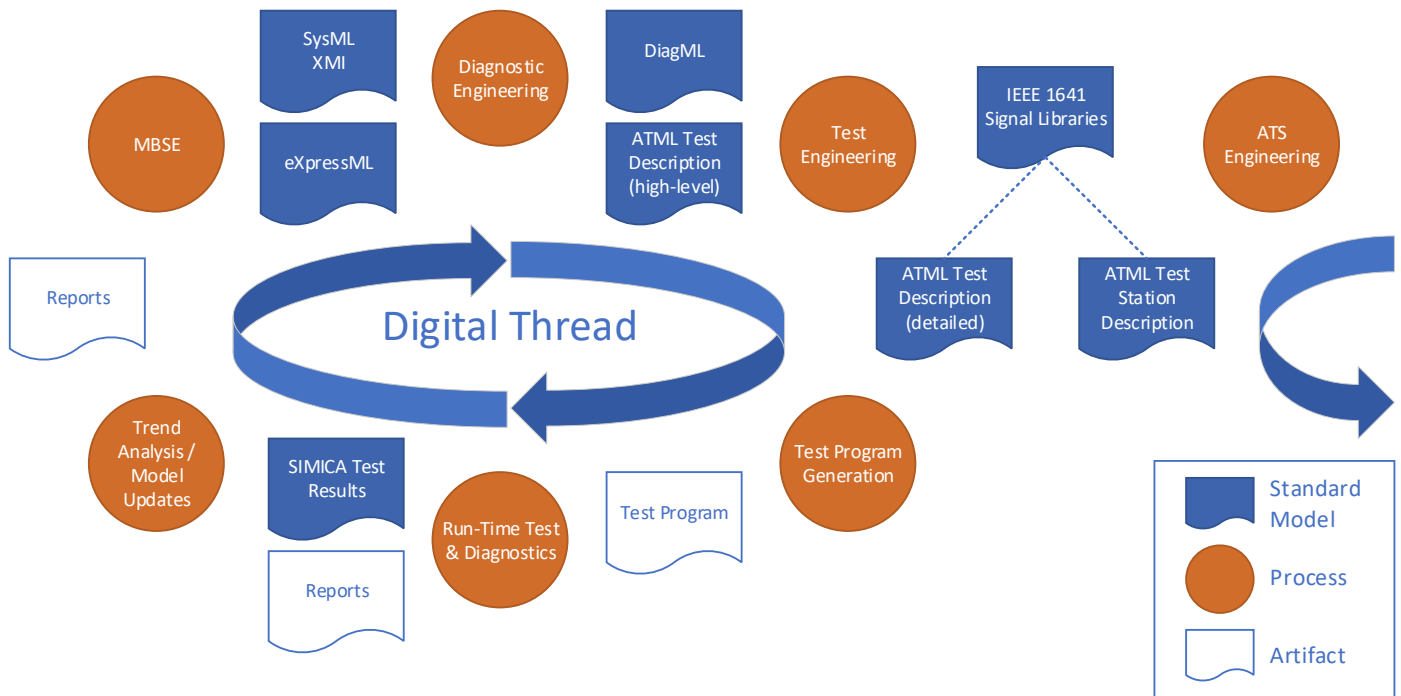 SysML
XMI
Diagnostic
Engineering
DiagML
IEEE 1641
Signal Libraries
MBSE
eXpressML
ATML Test
Description
(high-level)
Test
Engineering
ATS
Engineering
Reports
Digital Thread
ATML Test
Description
(detailed)
ATML Test
Station
Description
Trend
Analysis /
Model
Updates
SIMICA Test
Results
Run-Time Test
& Diagnostics
Test Program
Test Program
Generation
Reports
Standard
Model
Process
Artifact